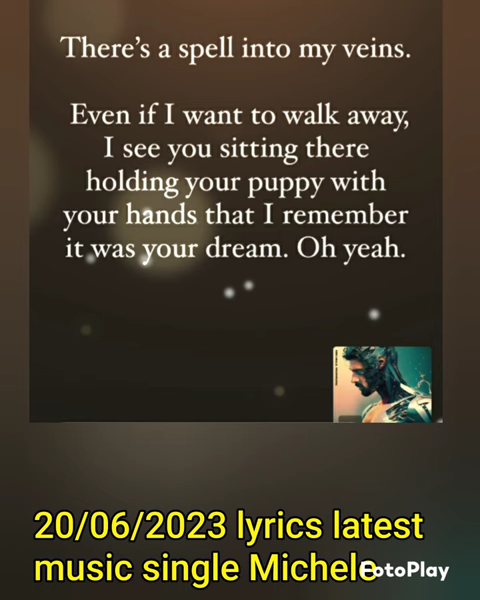 There's a spell into my veins.
Even if I want to walk away,
I see you sitting there
holding your puppy with
your hands that I remember
it was your dream. Oh yeah.
20/06/2023 lyrics latest
music single Michele
FotoPlay